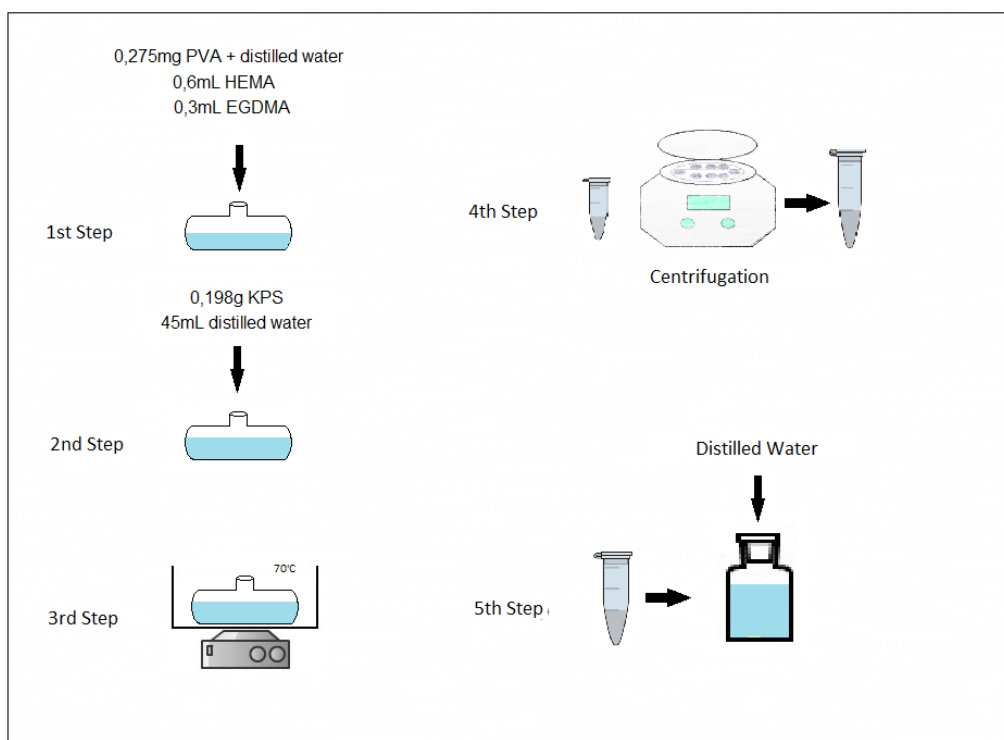 0,275mg PVA + distilled water
0,6mL HEMA
0,3mL EGDMA
1st Step
0,198g KPS
45mL distilled water
2nd Step
70°C
3rd Step
4th Step
Centrifugation
Distilled Water
5th Step